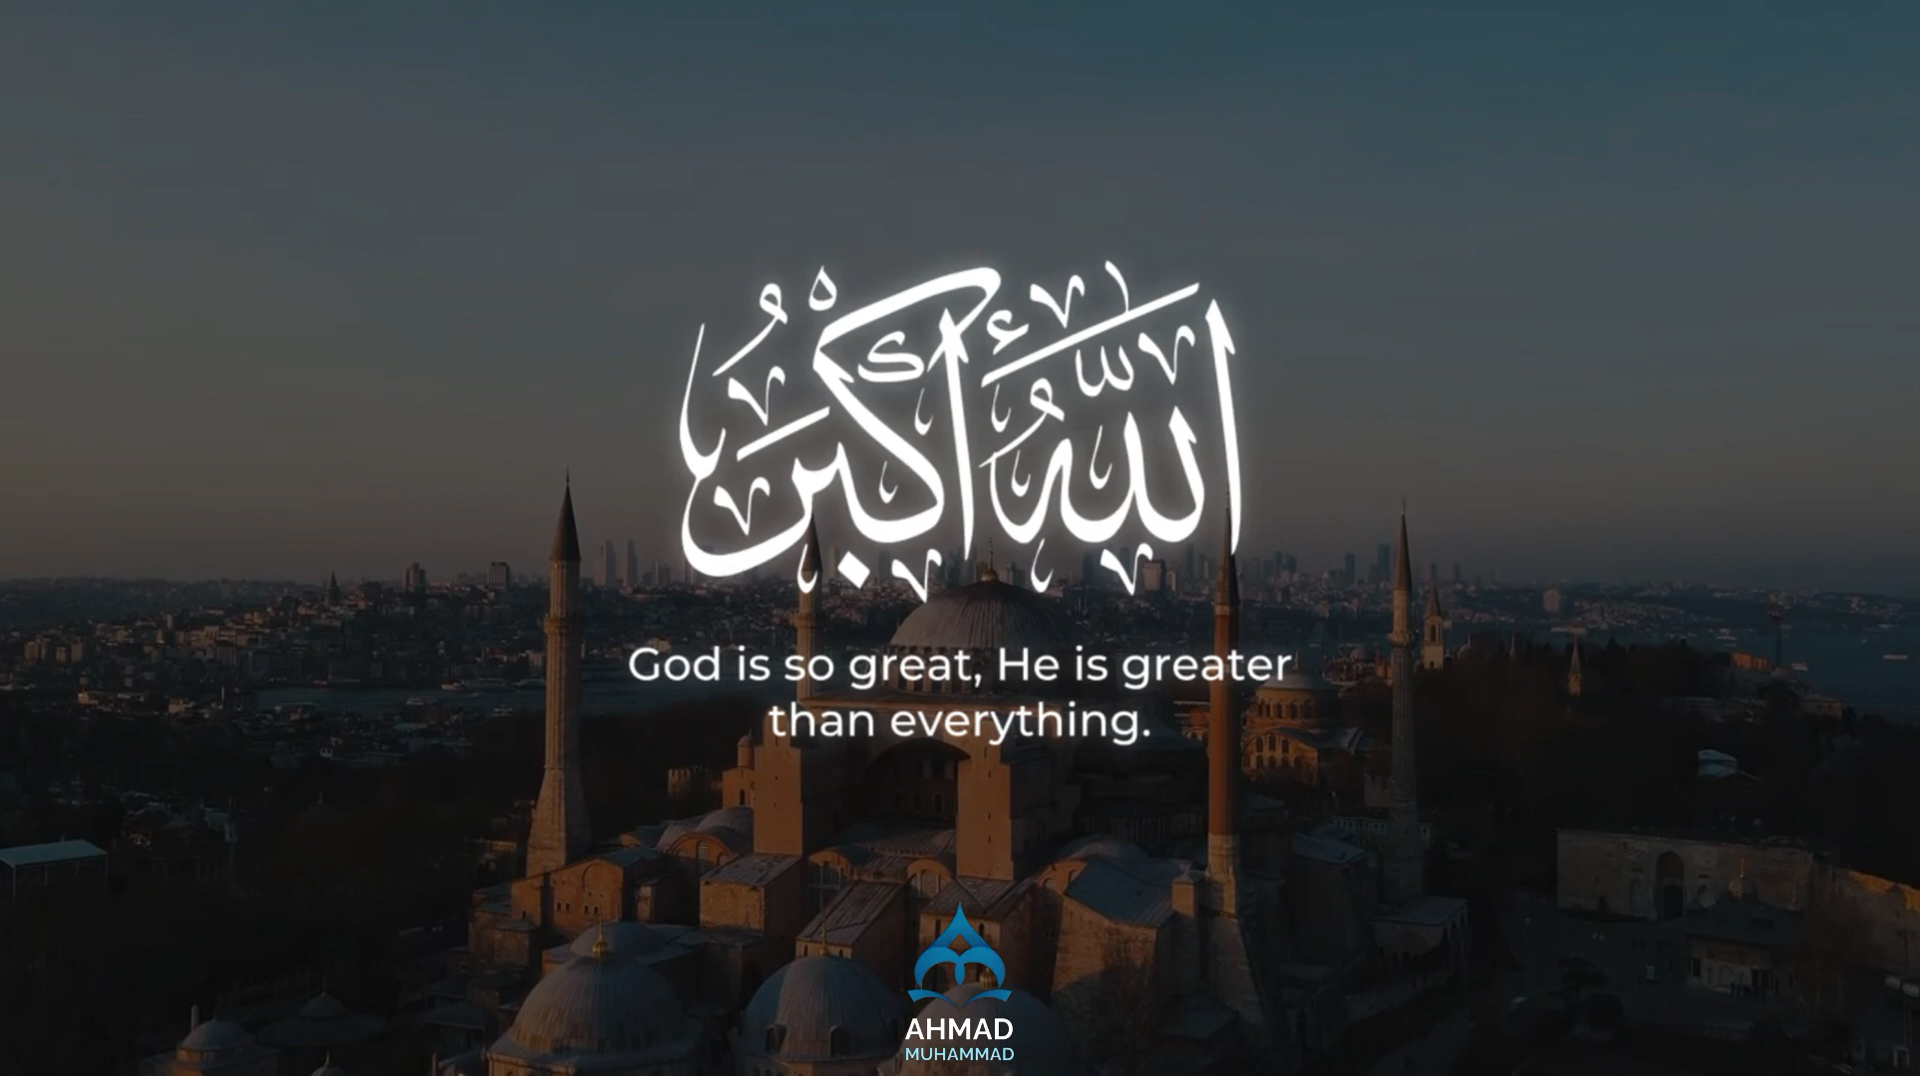 اللَّهُ أَكْبَرُ
God is so great, He is greater
than everything.
AHMAD
MUHAMMAD